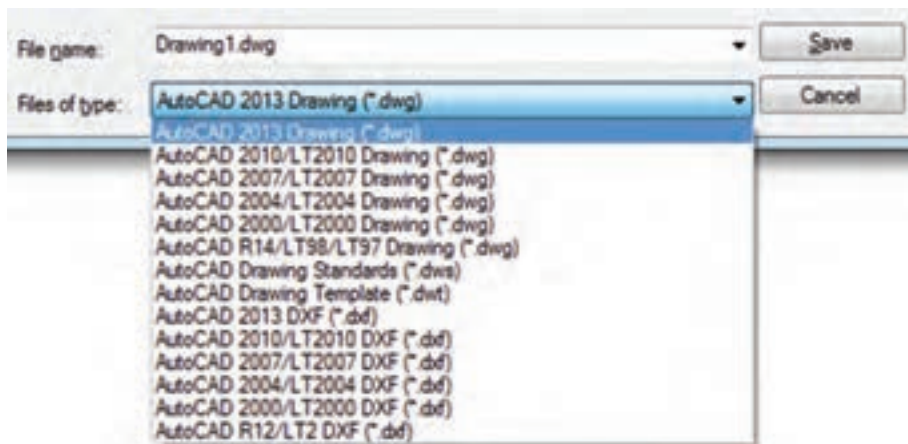 File name: Drawing1.dwg Save
Files of type: AutoCAD 2013 Drawing (*.dwg) Cancel
AutoCAD 2013 Drawing (*.dwg)
AutoCAD 2010/LT2010 Drawing (*.dwg)
AutoCAD 2007/LT2007 Drawing (*.dwg)
AutoCAD 2004/LT2004 Drawing (*.dwg)
AutoCAD 2000/LT2000 Drawing (*.dwg)
AutoCAD R14/LT98/LT97 Drawing (*.dwg)
AutoCAD Drawing Standards (*.dws)
AutoCAD Drawing Template (*.dwt)
AutoCAD 2013 DXF (*.dxf)
AutoCAD 2010/LT2010 DXF (*.dxf)
AutoCAD 2007/LT2007 DXF (*.dxf)
AutoCAD 2004/LT2004 DXF (*.dxf)
AutoCAD 2000/LT2000 DXF (*.dxf)
AutoCAD R12/LT2 DXF (*.dxf)